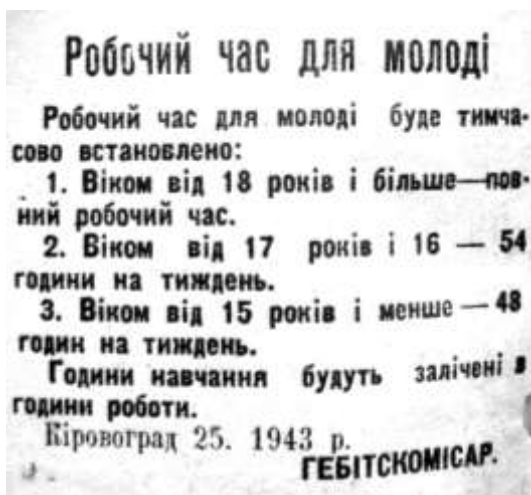 Робочий час для молоді
Робочий час для молоді буде тимча-
сово встановлено:
1. Віком від 18 років і більше—пов-
ний робочий час.
2. Віком від 17 років і 16 — 54
години на тиждень.
3. Віком від 15 років і менше — 48
годин на тиждень.
Години навчання будуть залічені в
години роботи.
Кіровоград 25. 1943 р.
ГЕБІТСКОМІСАР.